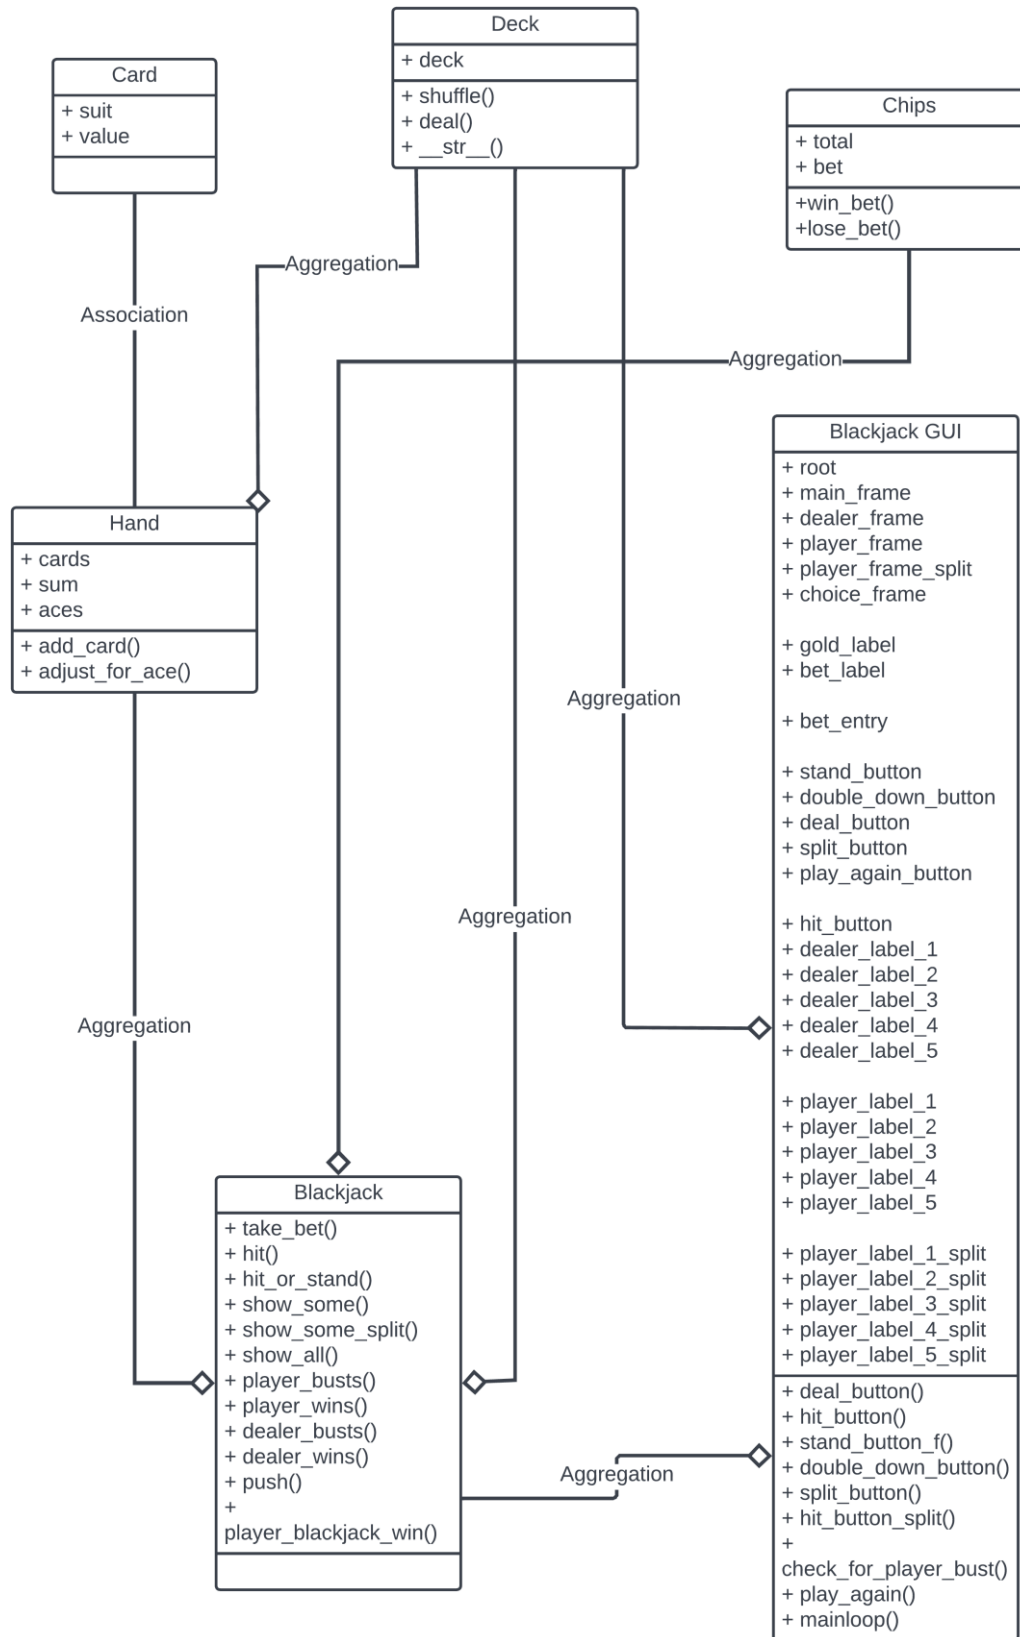 Deck
+ deck
+ shuffle()
+ deal()
+ __str__()
Card
+ suit
+ value
Chips
+ total
+ bet
+win_bet()
+lose_bet()
Aggregation
Association
Aggregation
Blackjack GUI
+ root
+ main_frame
+ dealer_frame
+ player_frame
+ player_frame_split
+ choice_frame
+ gold_label
+ bet_label
+ bet_entry
+ stand_button
+ double_down_button
+ deal_button
+ split_button
+ play_again_button
+ hit_button
+ dealer_label_1
+ dealer_label_2
+ dealer_label_3
+ dealer_label_4
+ dealer_label_5
+ player_label_1
+ player_label_2
+ player_label_3
+ player_label_4
+ player_label_5
+ player_label_1_split
+ player_label_2_split
+ player_label_3_split
+ player_label_4_split
+ player_label_5_split
+ deal_button()
+ hit_button()
+ stand_button_f()
+ double_down_button()
+ split_button()
+ hit_button_split()
+
check_for_player_bust()
+ play_again()
+ mainloop()
Hand
+ cards
+ sum
+ aces
+ add_card()
+ adjust_for_ace()
Aggregation
Aggregation
Aggregation
Blackjack
+ take_bet()
+ hit()
+ hit_or_stand()
+ show_some()
+ show_some_split()
+ show_all()
+ player_busts()
+ player_wins()
+ dealer_busts()
+ dealer_wins()
+ push()
+
player_blackjack_win()
Aggregation